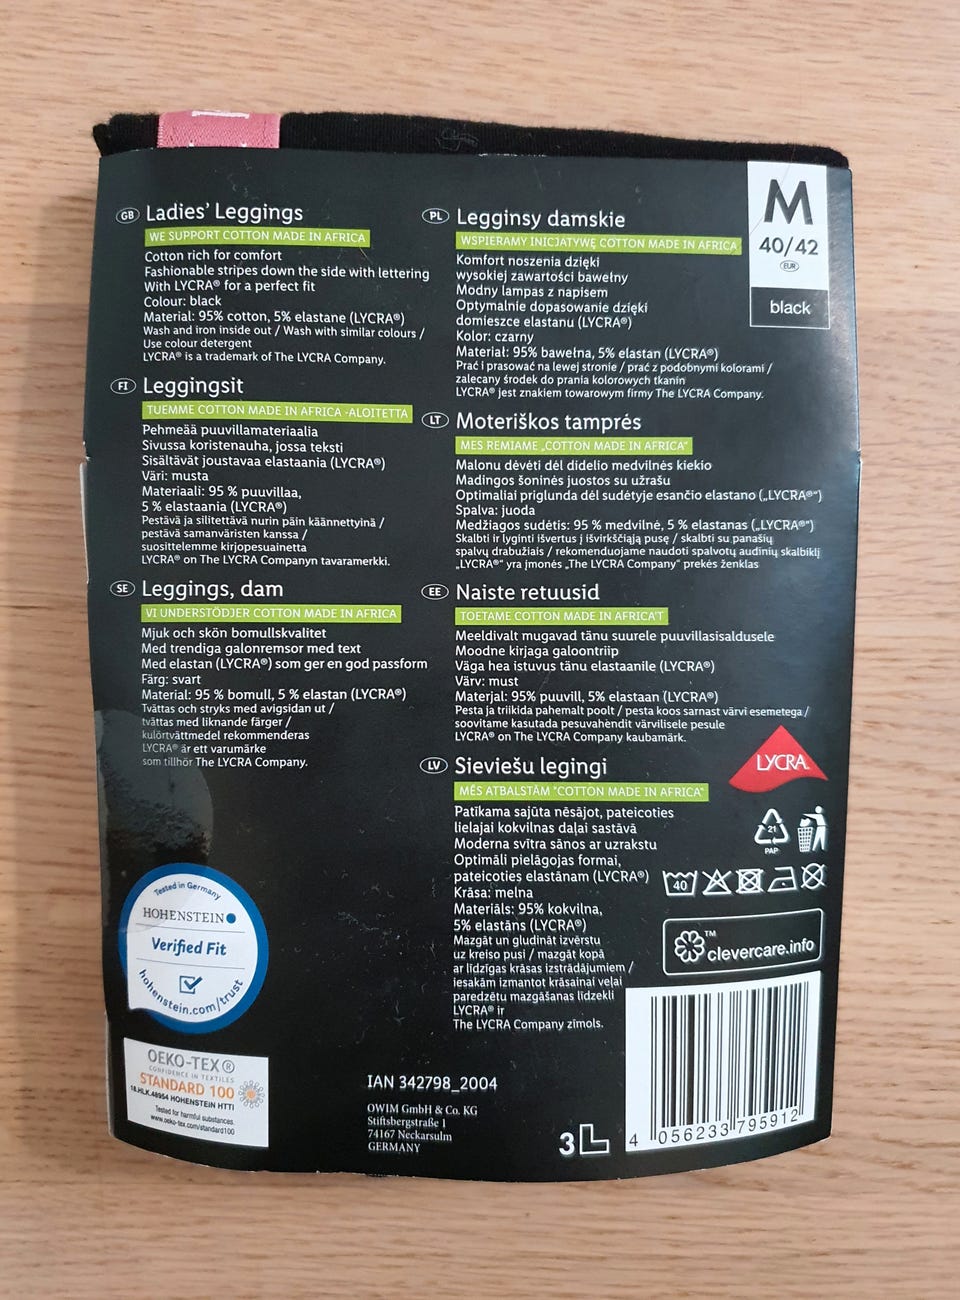 GB Ladies' Leggings
WE SUPPORT COTTON MADE IN AFRICA
Cotton rich for comfort
Fashionable stripes down the side with lettering
With LYCRA® for a perfect fit
Colour: black
Material: 95% cotton, 5% elastane (LYCRA®)
Wash and iron inside out / Wash with similar colours /
Use colour detergent
LYCRA® is a trademark of The LYCRA Company.
FI Leggingsit
TUEMME COTTON MADE IN AFRICA -ALOITETTA
Pehmeää puuvillamateriaalia
Sivussa koristenauha, jossa teksti
Sisältävät joustavaa elastaania (LYCRA®)
Väri: musta
Materiaali: 95 % puuvillaa,
5 % elastaania (LYCRA®)
Pestävä ja silitettävä nurin päin käännettyinä /
pestävä samanväristen kanssa /
suosittelemme kirjopesuainetta
LYCRA® on The LYCRA Companyn tavaramerkki.
SE Leggings, dam
VI UNDERSTÖDJER COTTON MADE IN AFRICA
Mjuk och skön bomullskvalitet
Med trendiga galonremsor med text
Med elastan (LYCRA®) som ger en god passform
Färg: svart
Material: 95 % bomull, 5 % elastan (LYCRA®)
Tvättas och stryks med avigsidan ut /
tvättas med liknande färger /
kulörtvättmedel rekommenderas
LYCRA® är ett varumärke
som tillhör The LYCRA Company.
PL Legginsy damskie
WSPIERAMY INICJATYWĘ COTTON MADE IN AFRICA
Komfort noszenia dzięki
wysokiej zawartości bawełny
Modny lampas z napisem
Optymalnie dopasowanie dzięki
domieszce elastanu (LYCRA®)
Kolor: czarny
Materiał: 95% bawełna, 5% elastan (LYCRA®)
Prać i prasować na lewej stronie / prać z podobnymi kolorami /
zalecany środek do prania kolorowych tkanin
LYCRA® jest znakiem towarowym firmy The LYCRA Company.
LT Moteriškos tamprės
MES REMIAME „COTTON MADE IN AFRICA"
Malonu dėvėti dėl didelio medvilnės kiekio
Madingos šoninės juostos su užrašu
Optimaliai priglunda dėl sudėtyje esančio elastano („LYCRA®")
Spalva: juoda
Medžiagos sudėtis: 95 % medvilnė, 5 % elastanas („LYCRA®")
Skalbti ir lyginti išvertus į išvirkščiąją pusę / skalbti su panašių
spalvų drabužiais / rekomenduojame naudoti spalvotų audinių skalbiklį
„LYCRA®" yra įmonės „The LYCRA Company" prekės ženklas
EE Naiste retuusid
TOETAME COTTON MADE IN AFRICA'T
Meeldivalt mugavad tänu suurele puuvillasisaldusele
Moodne kirjaga galoontriip
Väga hea istuvus tänu elastaanile (LYCRA®)
Värv: must
Materjal: 95% puuvill, 5% elastaan (LYCRA®)
Pesta ja triikida pahemalt poolt / pesta koos sarnast värvi esemetega /
soovitame kasutada pesuvahendit värvilisele pesule
LYCRA® on The LYCRA Company kaubamärk.
LV Sieviešu legingi
MĒS ATBALSTĀM "COTTON MADE IN AFRICA"
Patīkama sajūta nēsājot, pateicoties
lielajai kokvilnas daļai sastāvā
Moderna svītra sānos ar uzrakstu
Optimāli pielāgojas formai,
pateicoties elastānam (LYCRA®)
Krāsa: melna
Materiāls: 95% kokvilna,
5% elastāns (LYCRA®)
Mazgāt un gludināt izvērstu
uz kreiso pusi / mazgāt kopā
ar līdzīgas krāsas izstrādājumiem /
iesakām izmantot krāsainai veļai
paredzētu mazgāšanas līdzekli
LYCRA® ir
The LYCRA Company zīmols.
M
40/42
EUR
black
LYCRA
21
PAP
40
clevercare.info™
Tested in Germany
HOHENSTEIN
Verified Fit
hohenstein.com/trust
OEKO-TEX®
CONFIDENCE IN TEXTILES
STANDARD 100
18.HLK.48954 HOHENSTEIN HTTI
Tested for harmful substances.
www.oeko-tex.com/standard100
IAN 342798_2004
OWIM GmbH & Co. KG
Stiftsbergstraße 1
74167 Neckarsulm
GERMANY
3L
4 056233 795912